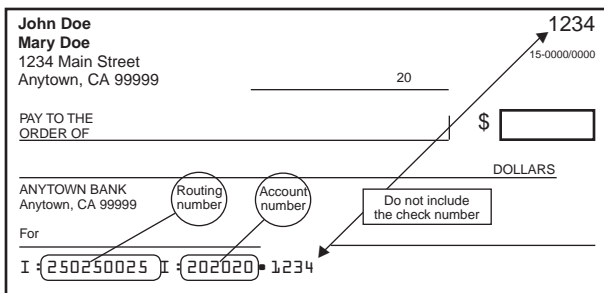 John Doe
Mary Doe
1234 Main Street
Anytown, CA 99999
1234
15-0000/0000
20
PAY TO THE
ORDER OF
$
DOLLARS
ANYTOWN BANK
Anytown, CA 99999
Routing
number
Account
number
Do not include
the check number
For
I:250250025 I:202020•1234